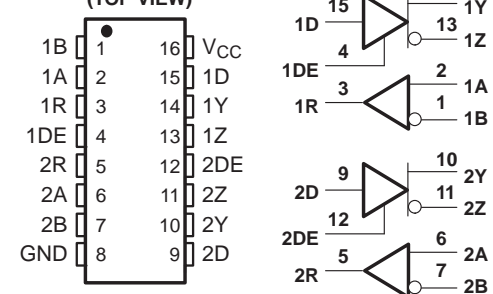 (TOP VIEW)
1B 1 16 VCC
1A 2 15 1D
1R 3 14 1Y
1DE 4 13 1Z
2R 5 12 2DE
2A 6 11 2Z
2B 7 10 2Y
GND 8 9 2D
15 1Y
1D
13 1Z
4
1DE
3 2 1A
1R
1 1B
9 10 2Y
2D
11 2Z
12
2DE
5 6 2A
2R
7 2B